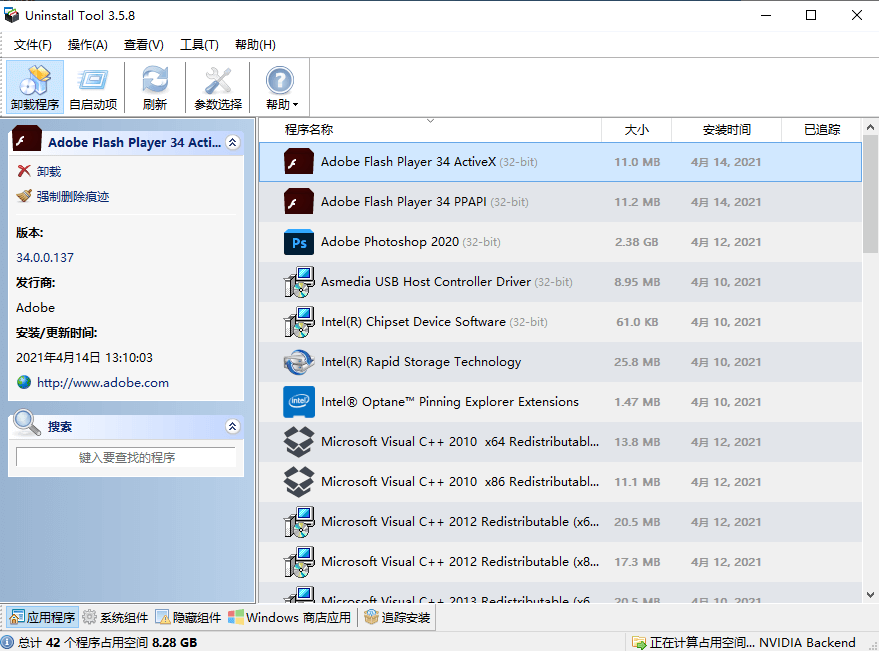 Uninstall Tool 3.5.8
文件(F) 操作(A) 查看(V) 工具(T) 帮助(H)
卸载程序 自启动项 刷新 参数选择 帮助
Adobe Flash Player 34 Acti...
卸载
强制删除痕迹
版本:
34.0.0.137
发行商:
Adobe
安装/更新时间:
2021年4月14日 13:10:03
http://www.adobe.com
搜索
键入要查找的程序
程序名称 大小 安装时间 已追踪
Adobe Flash Player 34 ActiveX (32-bit) 11.0 MB 4月 14, 2021
Adobe Flash Player 34 PPAPI (32-bit) 11.2 MB 4月 14, 2021
Ps Adobe Photoshop 2020 (32-bit) 2.38 GB 4月 12, 2021
Asmedia USB Host Controller Driver (32-bit) 8.95 MB 4月 10, 2021
Intel(R) Chipset Device Software (32-bit) 61.0 KB 4月 10, 2021
Intel(R) Rapid Storage Technology 25.8 MB 4月 10, 2021
intel Intel® Optane™ Pinning Explorer Extensions 1.47 MB 4月 10, 2021
Microsoft Visual C++ 2010 x64 Redistributabl... 13.8 MB 4月 12, 2021
Microsoft Visual C++ 2010 x86 Redistributabl... 11.1 MB 4月 12, 2021
Microsoft Visual C++ 2012 Redistributable (x6... 20.5 MB 4月 12, 2021
Microsoft Visual C++ 2012 Redistributable (x8... 17.3 MB 4月 12, 2021
Microsoft Visual C++ 2013 Redistributable (x6... 20.5 MB 4月 10, 2021
应用程序 系统组件 隐藏组件 Windows 商店应用 追踪安装
总计 42 个程序占用空间 8.28 GB 正在计算占用空间... NVIDIA Backend